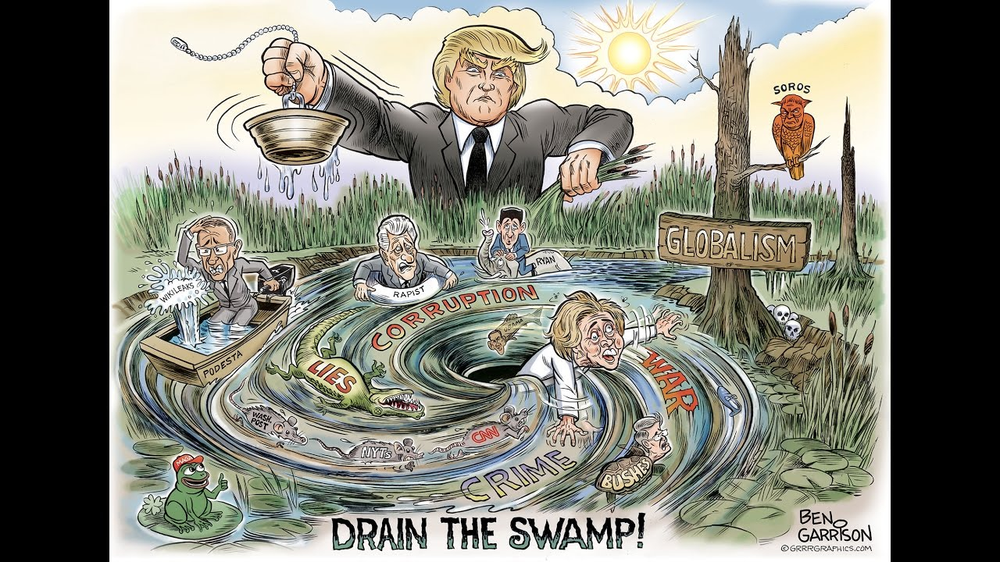 SOROS
GLOBALISM
WIKILEAKS
PODESTA
RAPIST
RYAN
CORRUPTION
OBAMA
LIES
WAR
WASH.
POST
NYTs
CNN
CRIME
BUSHES
DRAIN THE SWAMP!
BEN
GARRISON
©GRRRGRAPHICS.COM